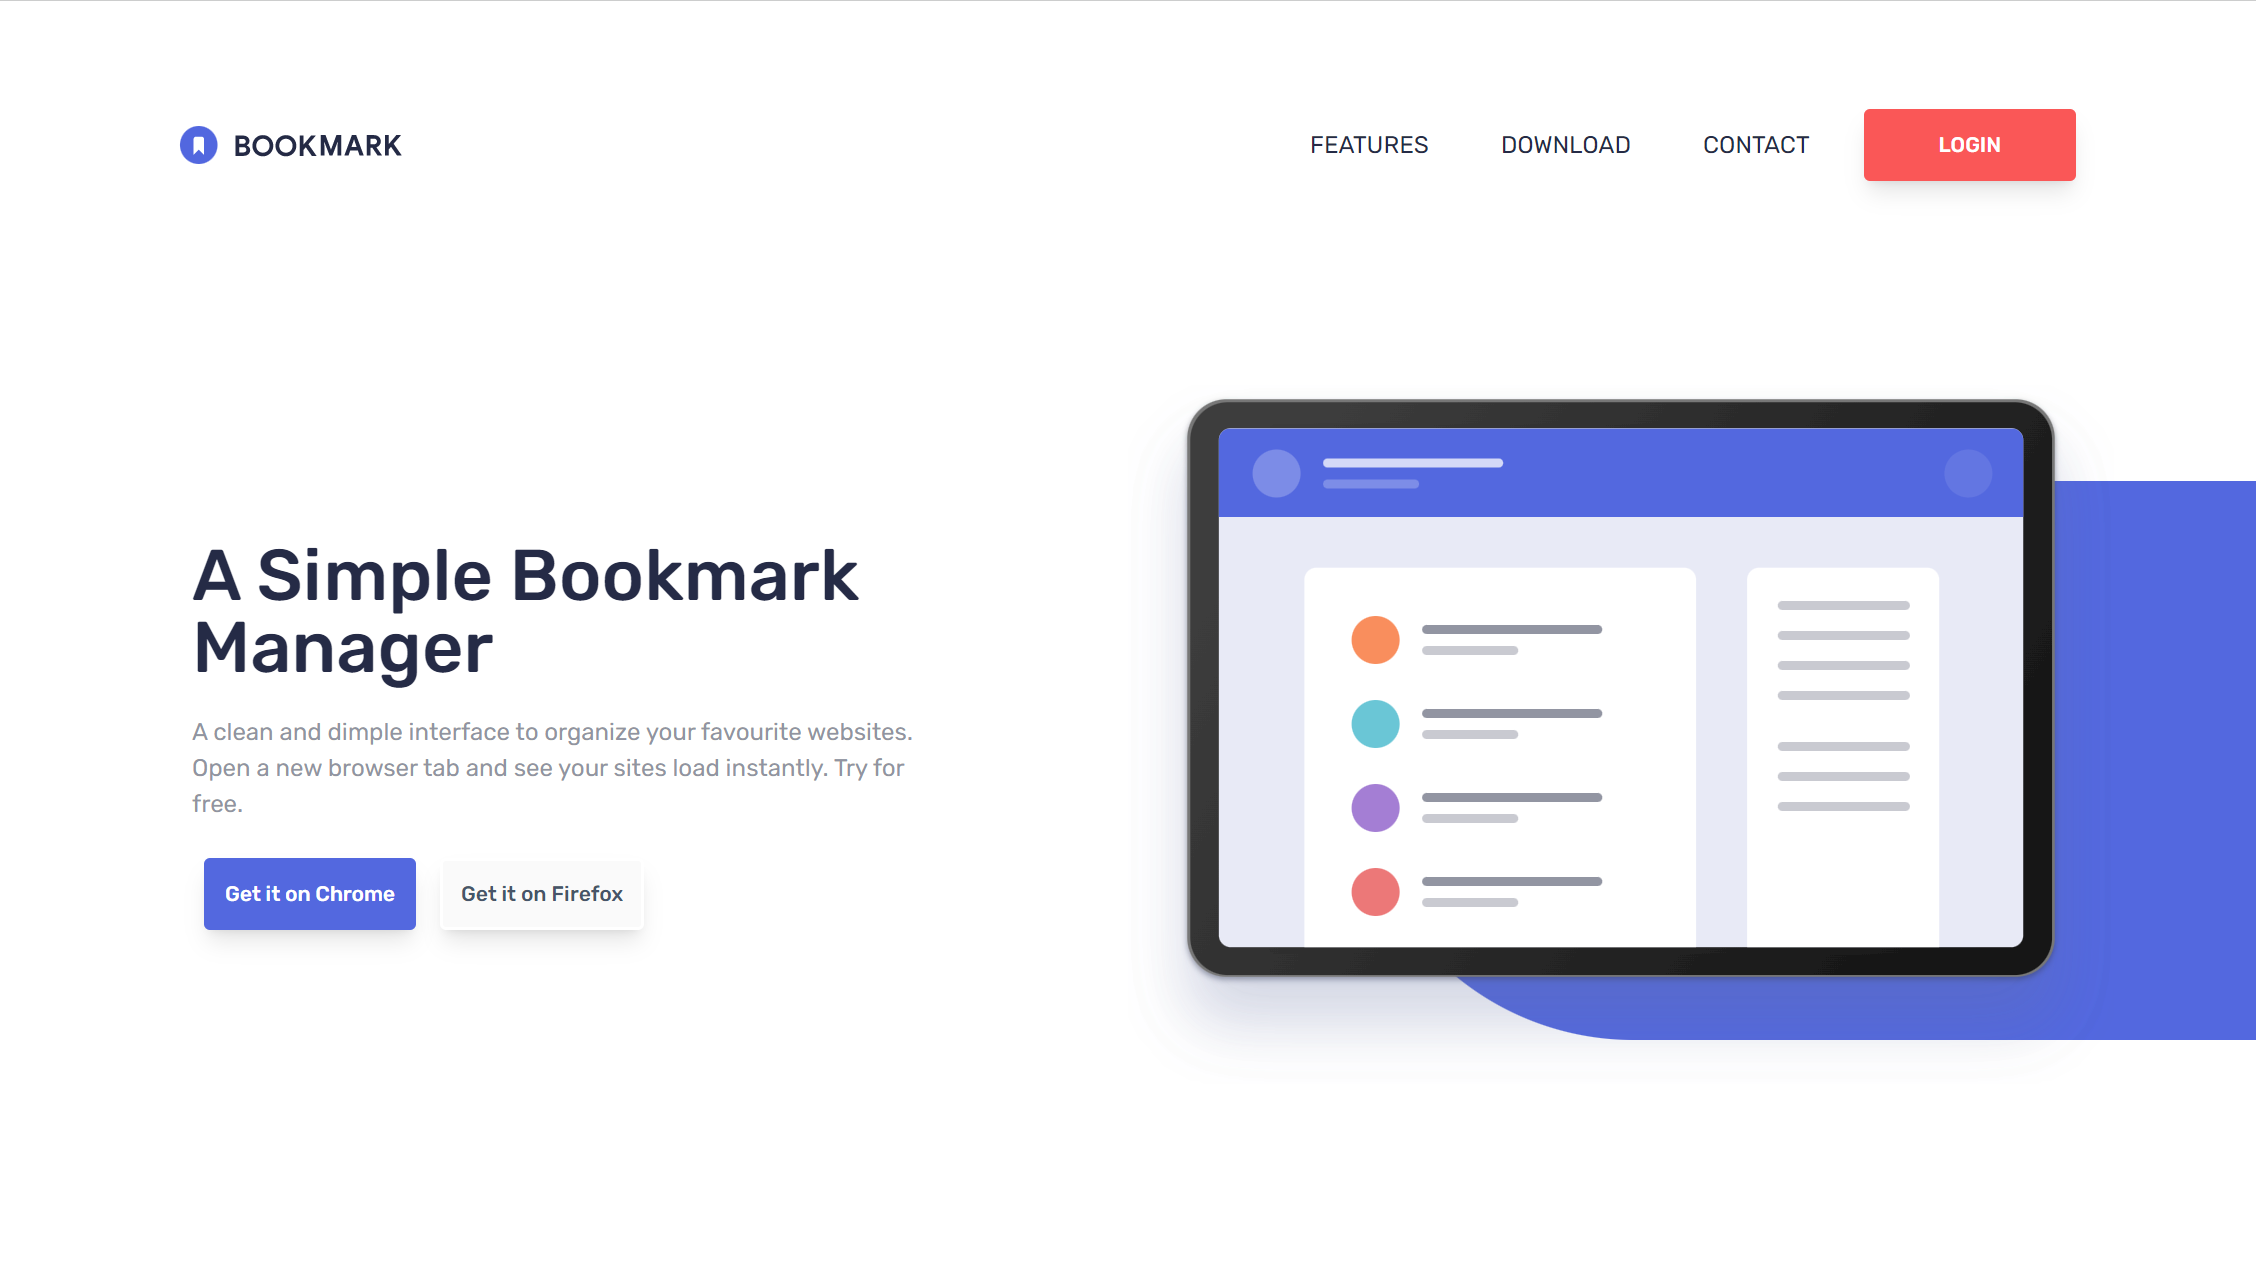 BOOKMARK
FEATURES
DOWNLOAD
CONTACT
LOGIN
A Simple Bookmark
Manager
A clean and dimple interface to organize your favourite websites.
Open a new browser tab and see your sites load instantly. Try for
free.
Get it on Chrome
Get it on Firefox